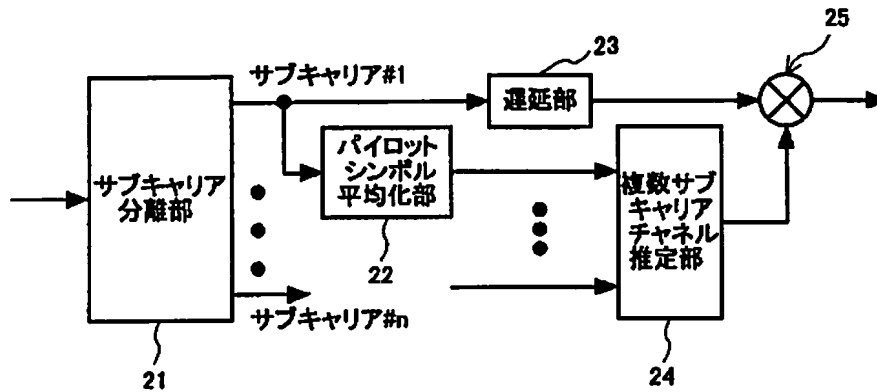 23
25
サブキャリア#1
遅延部
パイロット
シンボル
平均化部
サブキャリア
分離部
複数サブ
キャリア
チャネル
推定部
22
サブキャリア#n
21
24